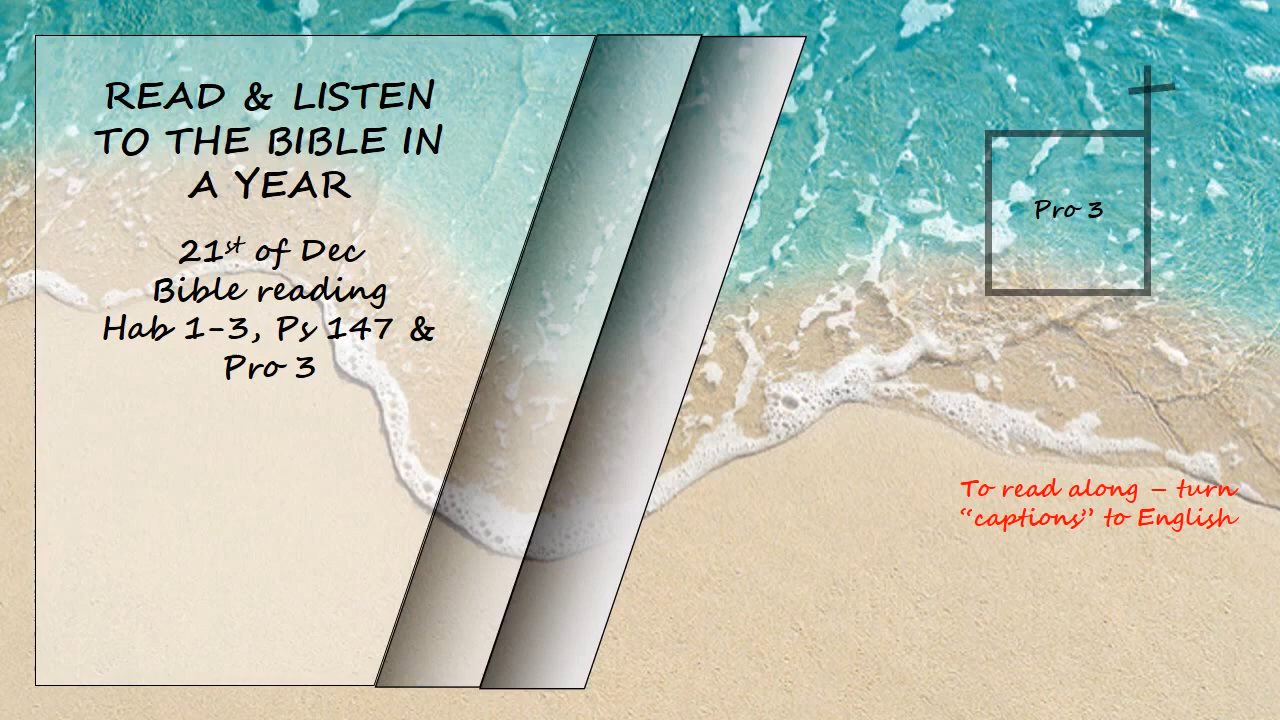 READ & LISTEN
TO THE BIBLE IN
A YEAR
21st of Dec
Bible reading
Hab 1-3, Ps 147 &
Pro 3
Pro 3
To read along – turn
“captions” to English